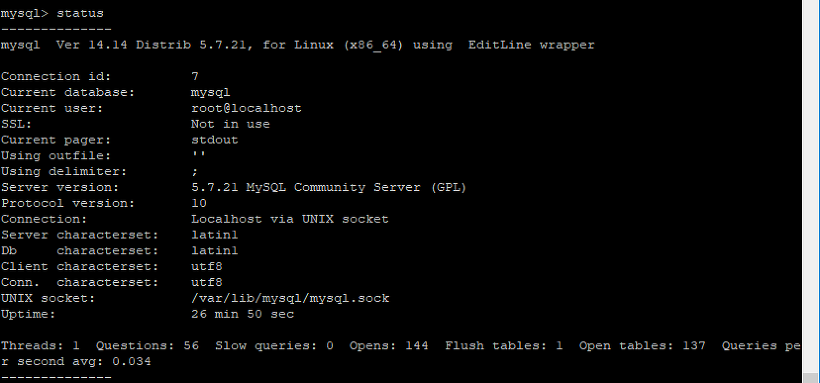 mysql> status
--------------
mysql  Ver 14.14 Distrib 5.7.21, for Linux (x86_64) using  EditLine wrapper

Connection id:          7
Current database:       mysql
Current user:           root@localhost
SSL:                    Not in use
Current pager:          stdout
Using outfile:          ''
Using delimiter:        ;
Server version:         5.7.21 MySQL Community Server (GPL)
Protocol version:       10
Connection:             Localhost via UNIX socket
Server characterset:    latin1
Db     characterset:    latin1
Client characterset:    utf8
Conn.  characterset:    utf8
UNIX socket:            /var/lib/mysql/mysql.sock
Uptime:                 26 min 50 sec

Threads: 1  Questions: 56  Slow queries: 0  Opens: 144  Flush tables: 1  Open tables: 137  Queries pe
r second avg: 0.034
--------------